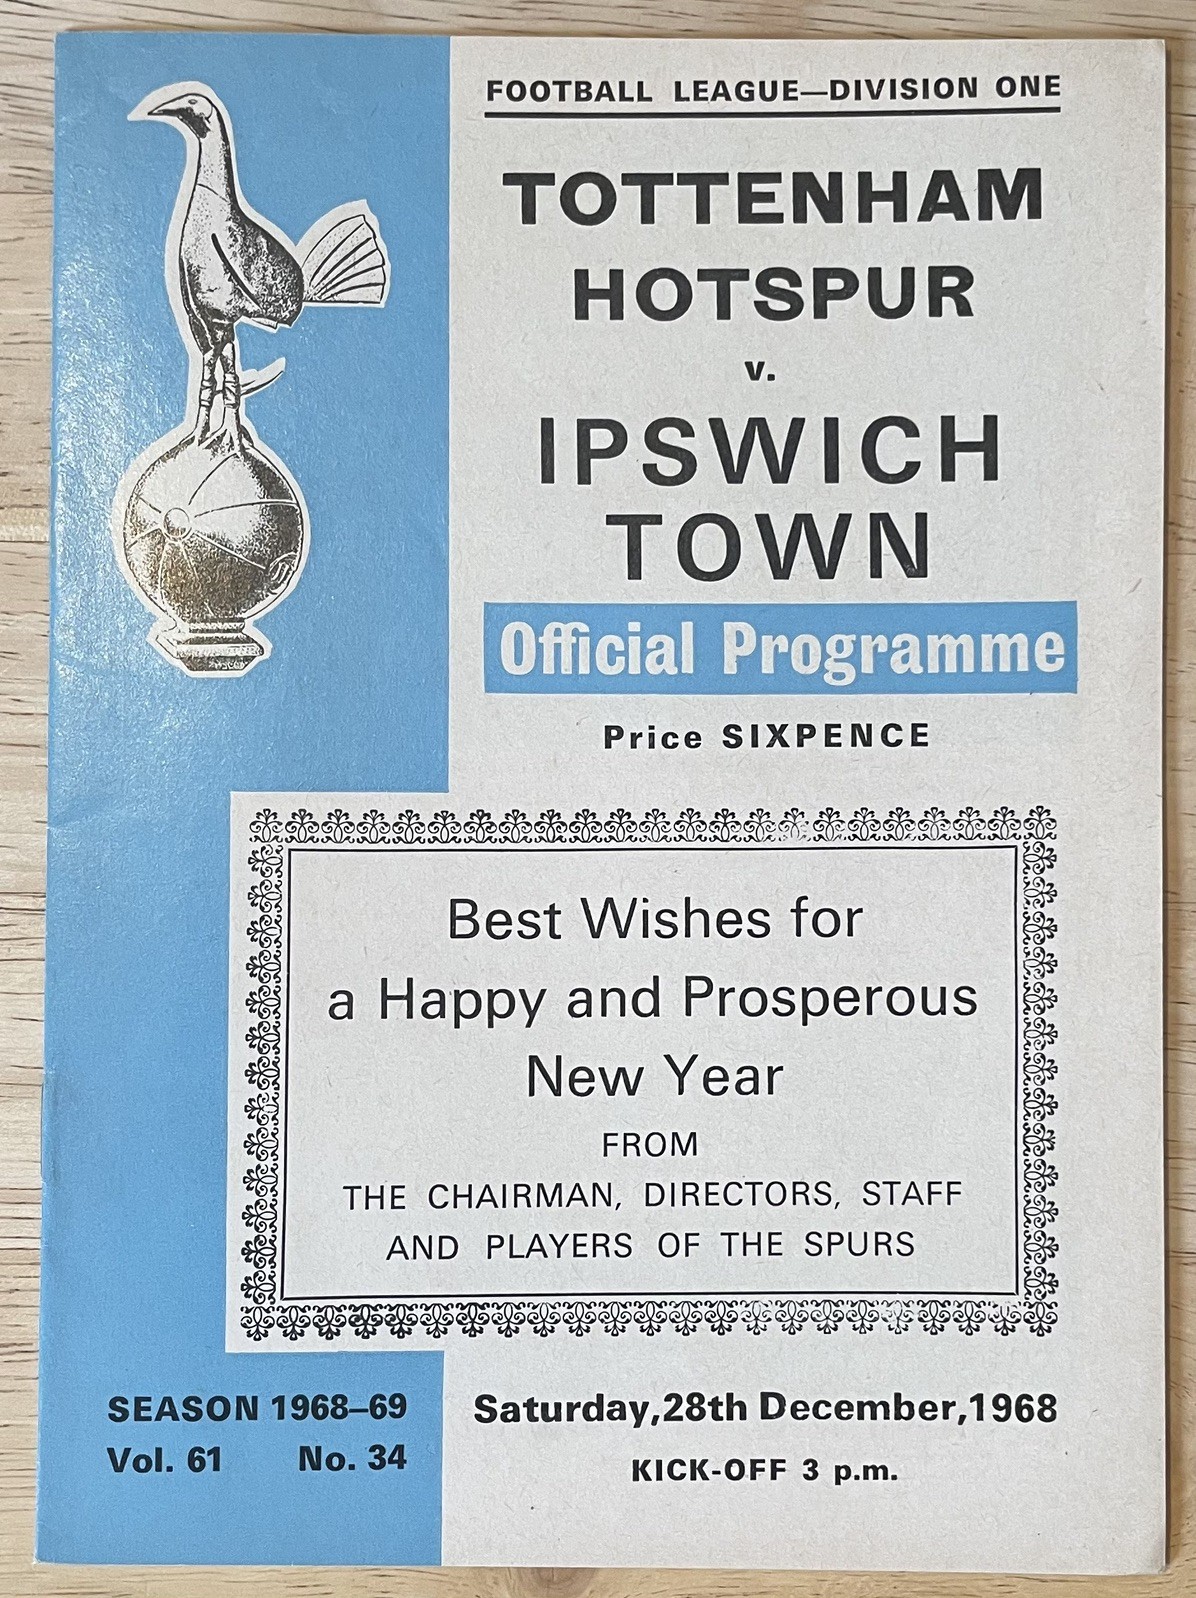 FOOTBALL LEAGUE—DIVISION ONE
TOTTENHAM
HOTSPUR
v.
IPSWICH
TOWN
Official Programme
Price SIXPENCE
Best Wishes for
a Happy and Prosperous
New Year
FROM
THE CHAIRMAN, DIRECTORS, STAFF
AND PLAYERS OF THE SPURS
SEASON 1968–69
Vol. 61 No. 34
Saturday, 28th December, 1968
KICK-OFF 3 p.m.